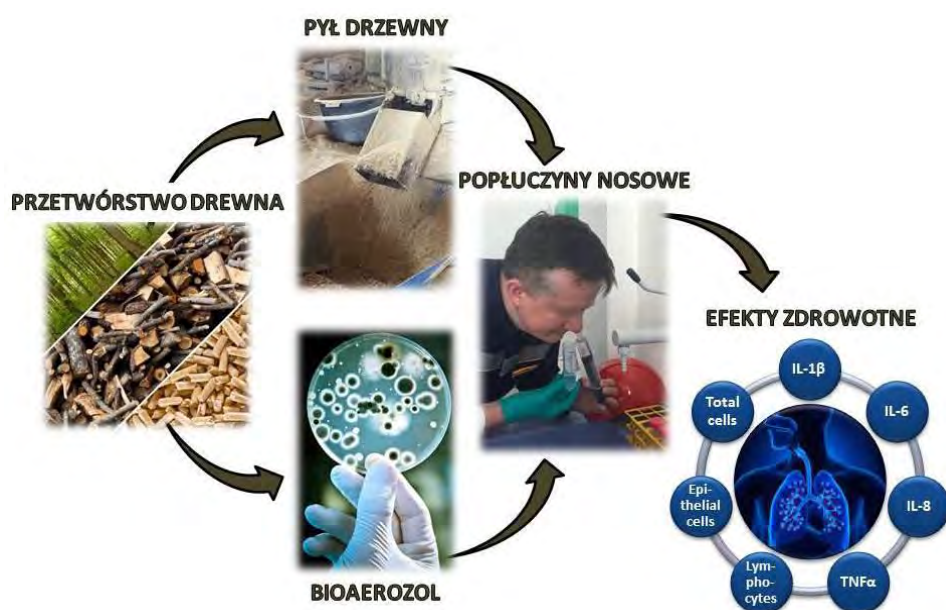 PYŁ DRZEWNY
PRZETWÓRSTWO DREWNA
POPŁUCZYNY NOSOWE
BIOAEROZOL
EFEKTY ZDROWOTNE
IL-1β
IL-6
IL-8
TNFα
Lym-
pho-
cytes
Epi-
thelial
cells
Total
cells